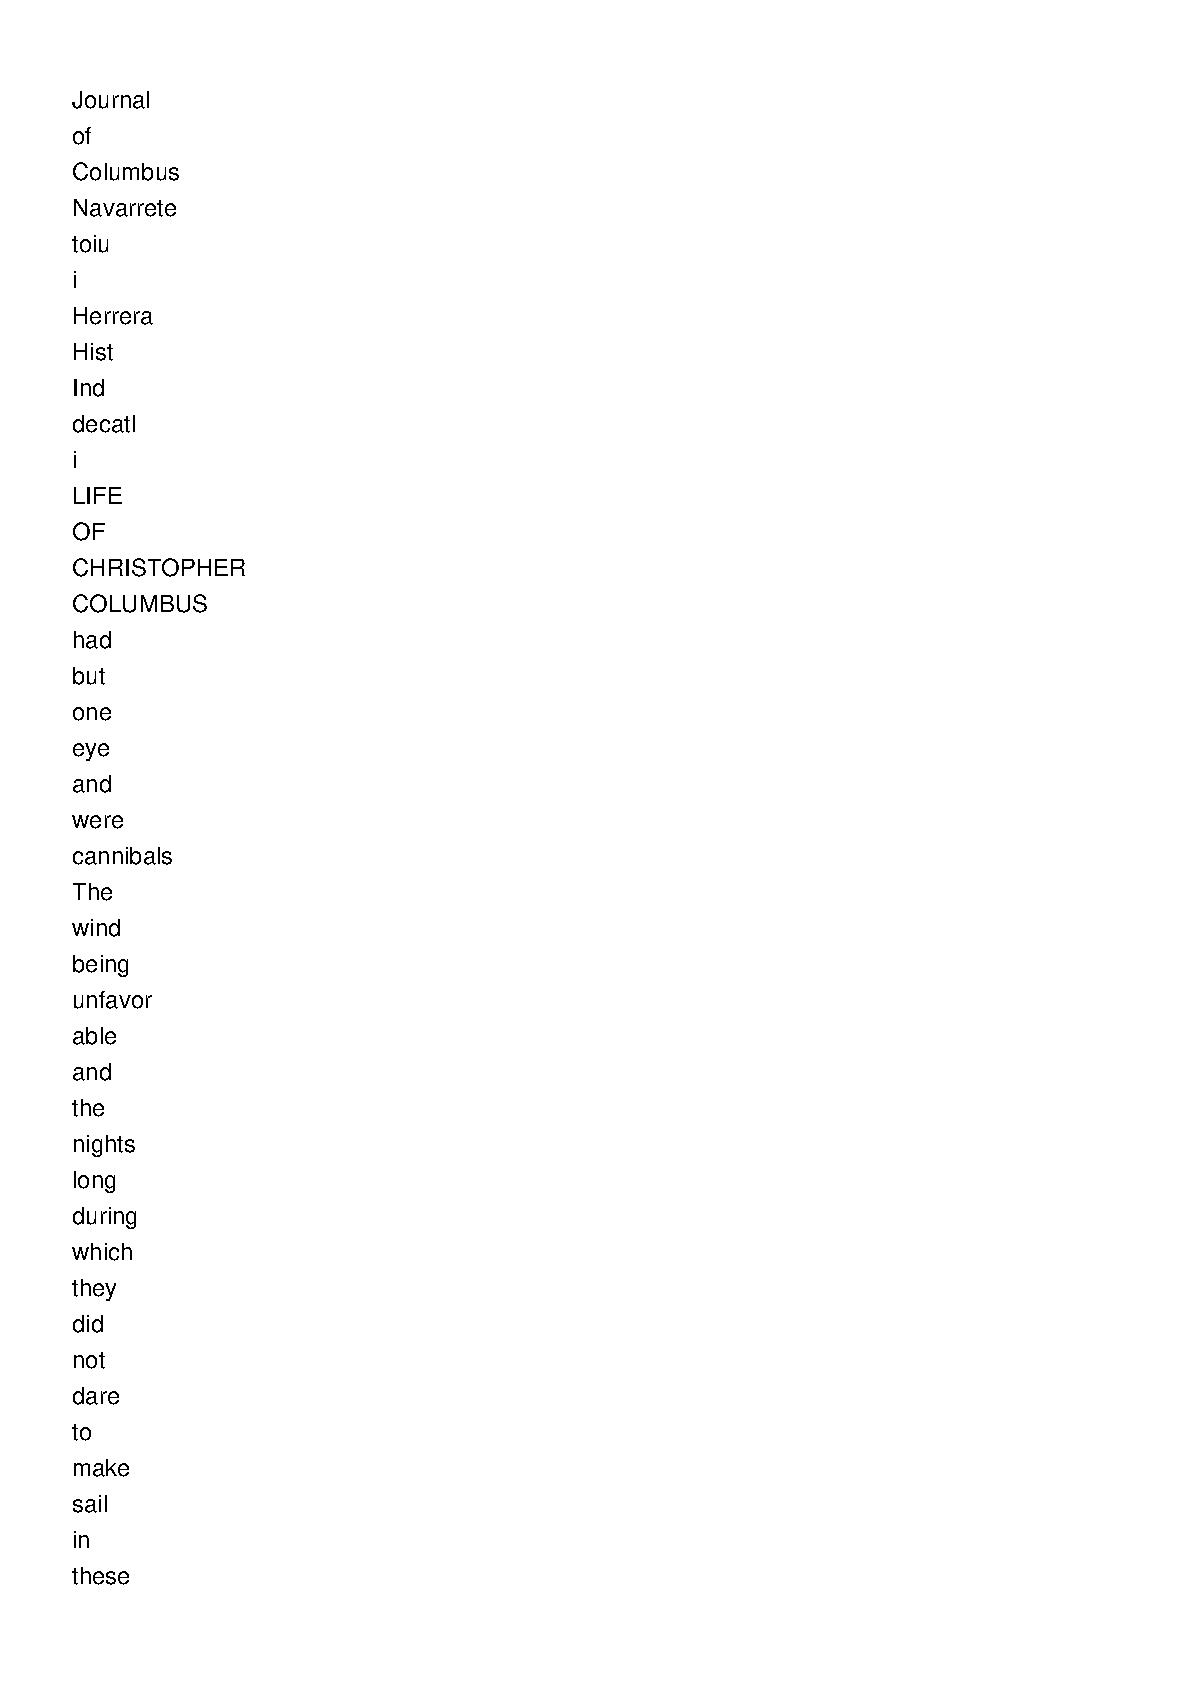 Journal
of
Columbus
Navarrete
toiu
i
Herrera
Hist
Ind
decatl
i
LIFE
OF
CHRISTOPHER
COLUMBUS
had
but
one
eye
and
were
cannibals
The
wind
being
unfavor
able
and
the
nights
long
during
which
they
did
not
dare
to
make
sail
in
these